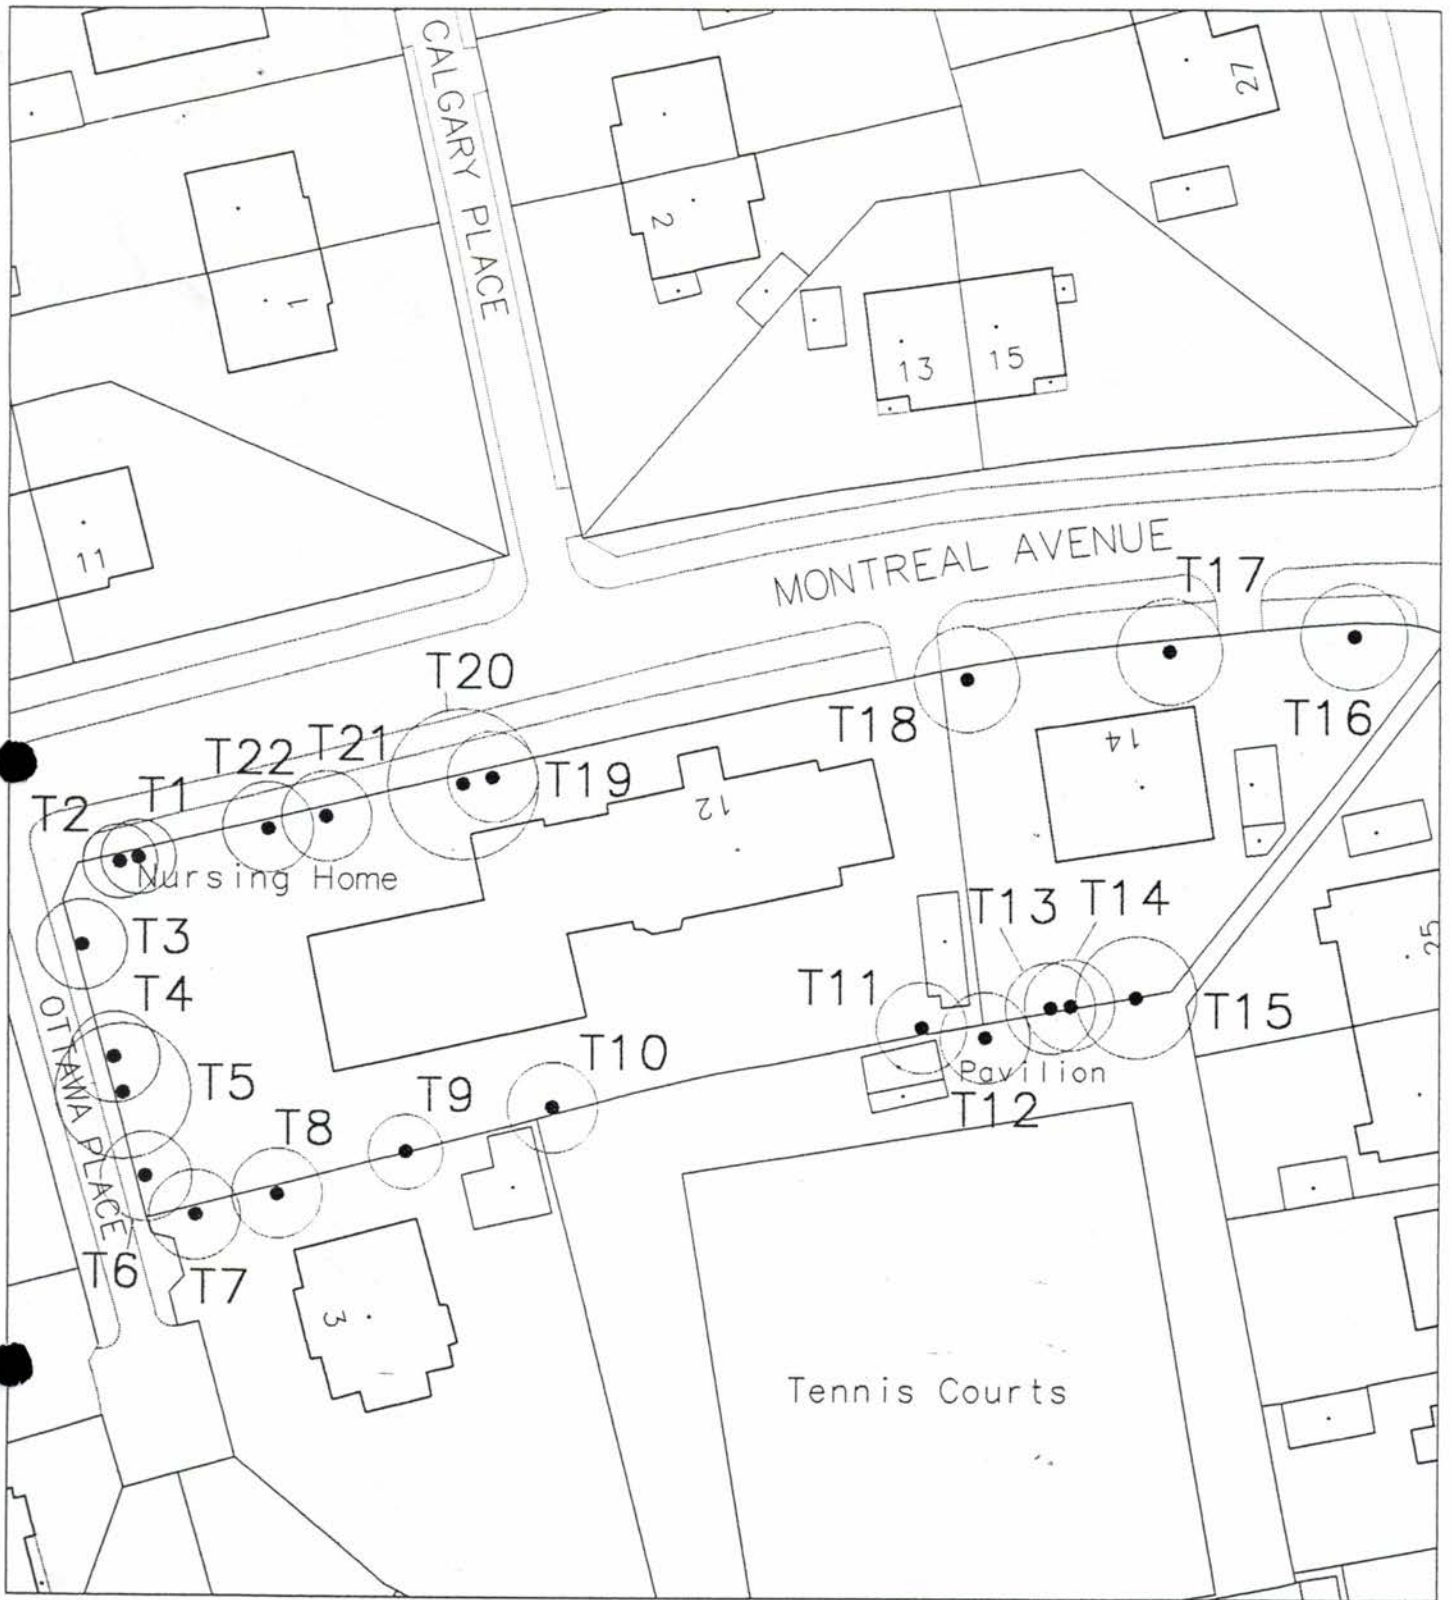 CALGARY PLACE
27
2
1
13
15
11
MONTREAL AVENUE
T17
T20
T16
T18
T22
T21
14
T19
T2
T1
12
Nursing Home
T13
T14
T3
25
T4
T11
T15
OTTAWA PLACE
T10
T5
Pavilion
T9
T12
T8
T6
T7
3
Tennis Courts